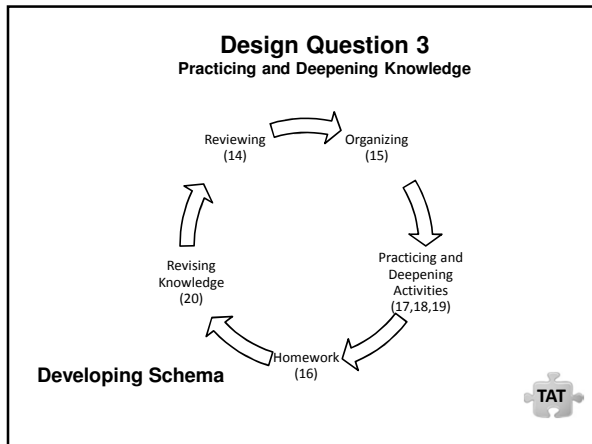 Design Question 3
Practicing and Deepening Knowledge
Reviewing
(14)
Organizing
(15)
Practicing and
Deepening
Activities
(17,18,19)
Homework
(16)
Revising
Knowledge
(20)
Developing Schema
TAT